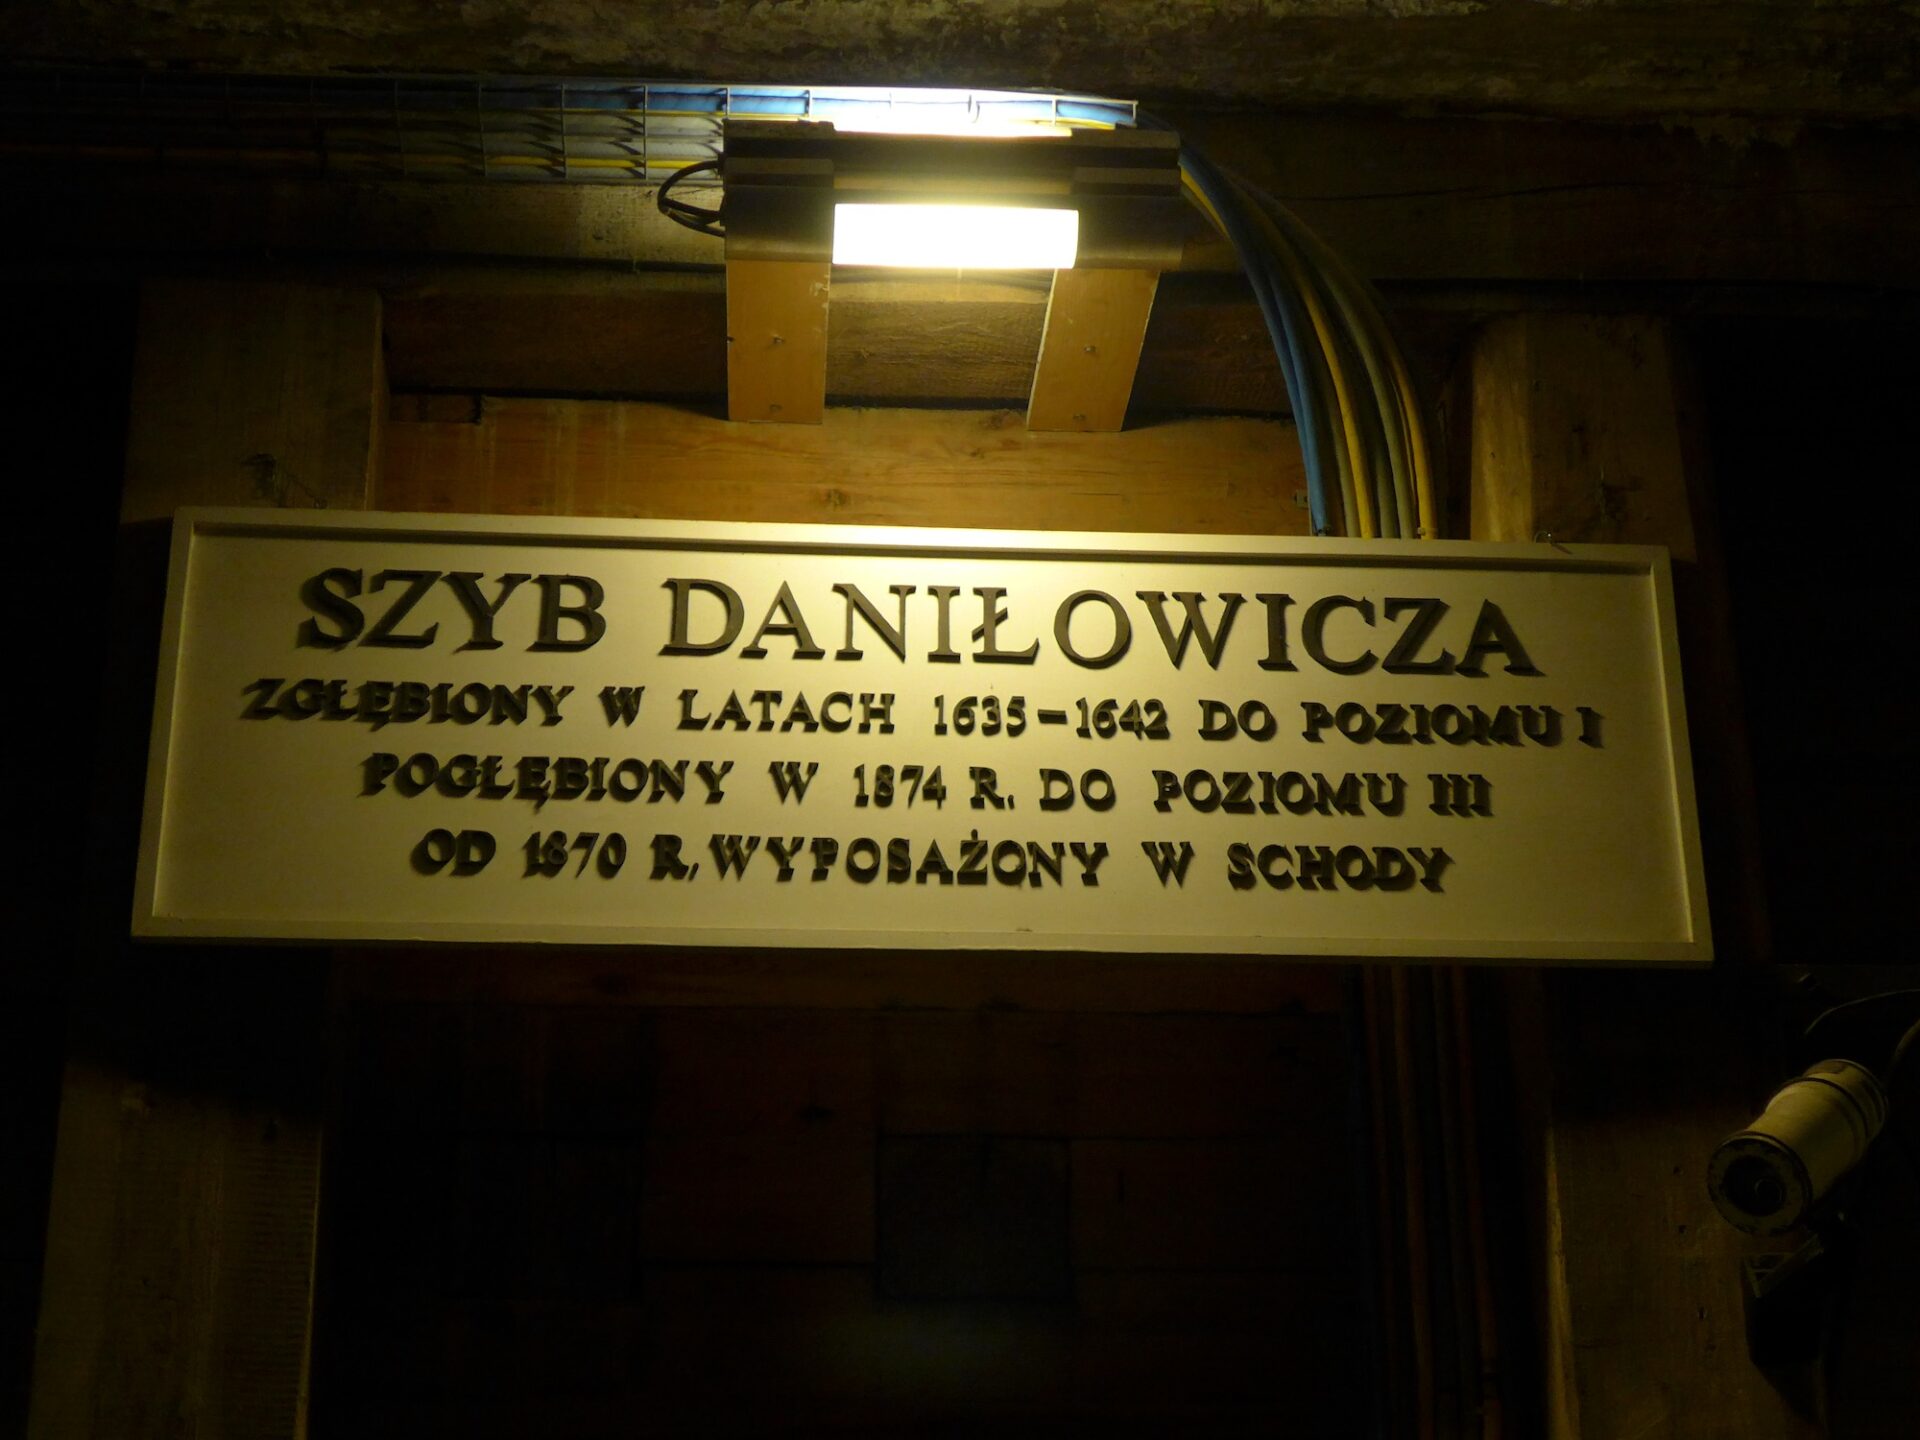 SZYB DANIŁOWICZA
ZGŁĘBIONY W LATACH 1635-1642 DO POZIOMU I
POGŁĘBIONY W 1874 R. DO POZIOMU III
OD 1870 R. WYPOSAŻONY W SCHODY